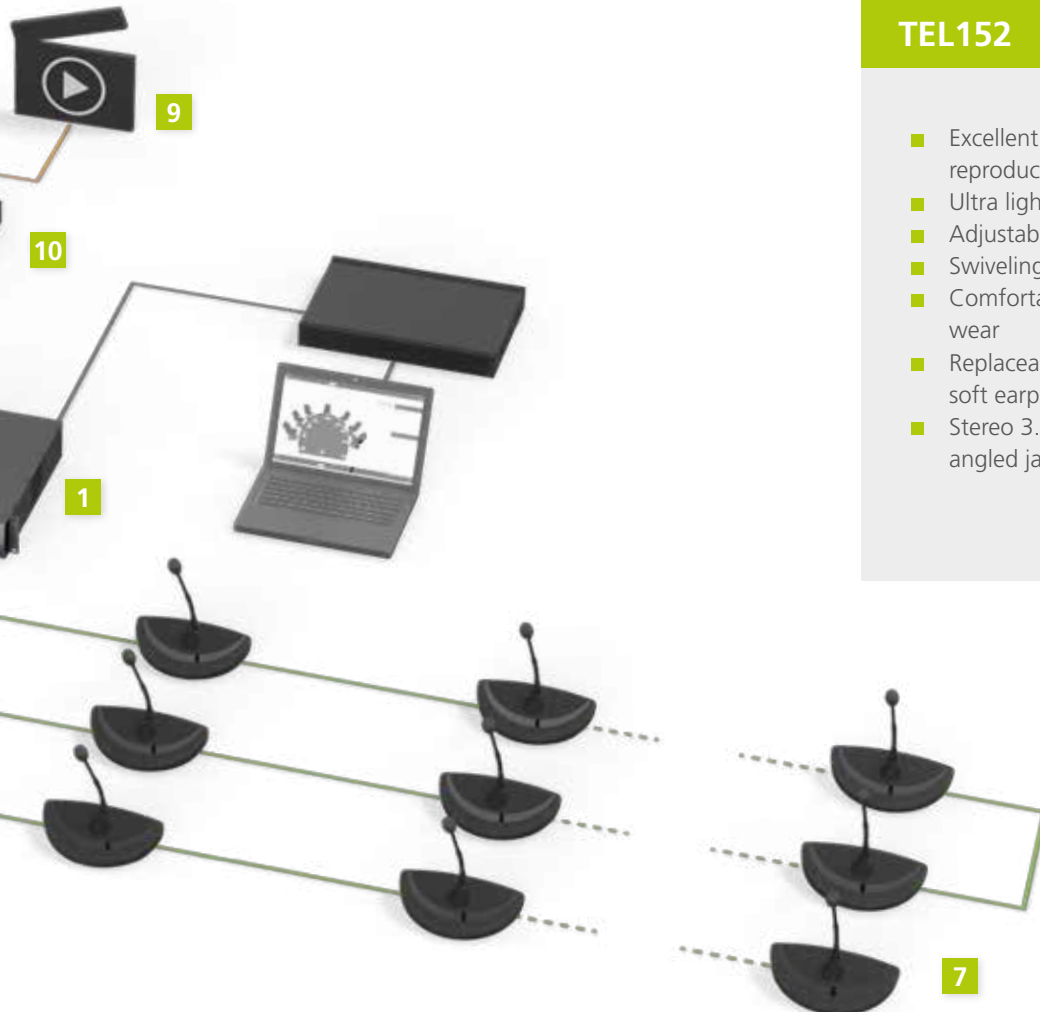 TEL152
Excellent
reproduc
Ultra ligh
Adjustab
Swiveling
Comforta
wear
Replacea
soft earp
Stereo 3.
angled ja
9
10
1
7